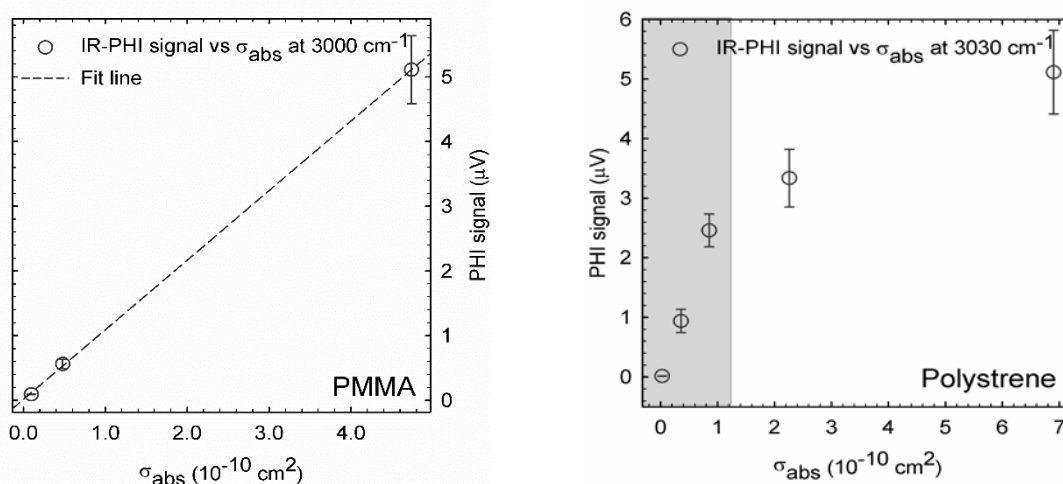 IR-PHI signal vs σabs at 3000 cm⁻¹
Fit line
5
4
3
2
1
0
PHI signal (μV)
PMMA
0.0 1.0 2.0 3.0 4.0
σabs (10⁻¹⁰ cm²)
IR-PHI signal vs σabs at 3030 cm⁻¹
6
5
4
3
2
1
0
PHI signal (μV)
Polystrene
0 1 2 3 4 5 6 7
σabs (10⁻¹⁰ cm²)